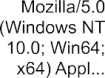 Mozilla/5.0
(Windows NT
10.0; Win64;
x64) Appl...